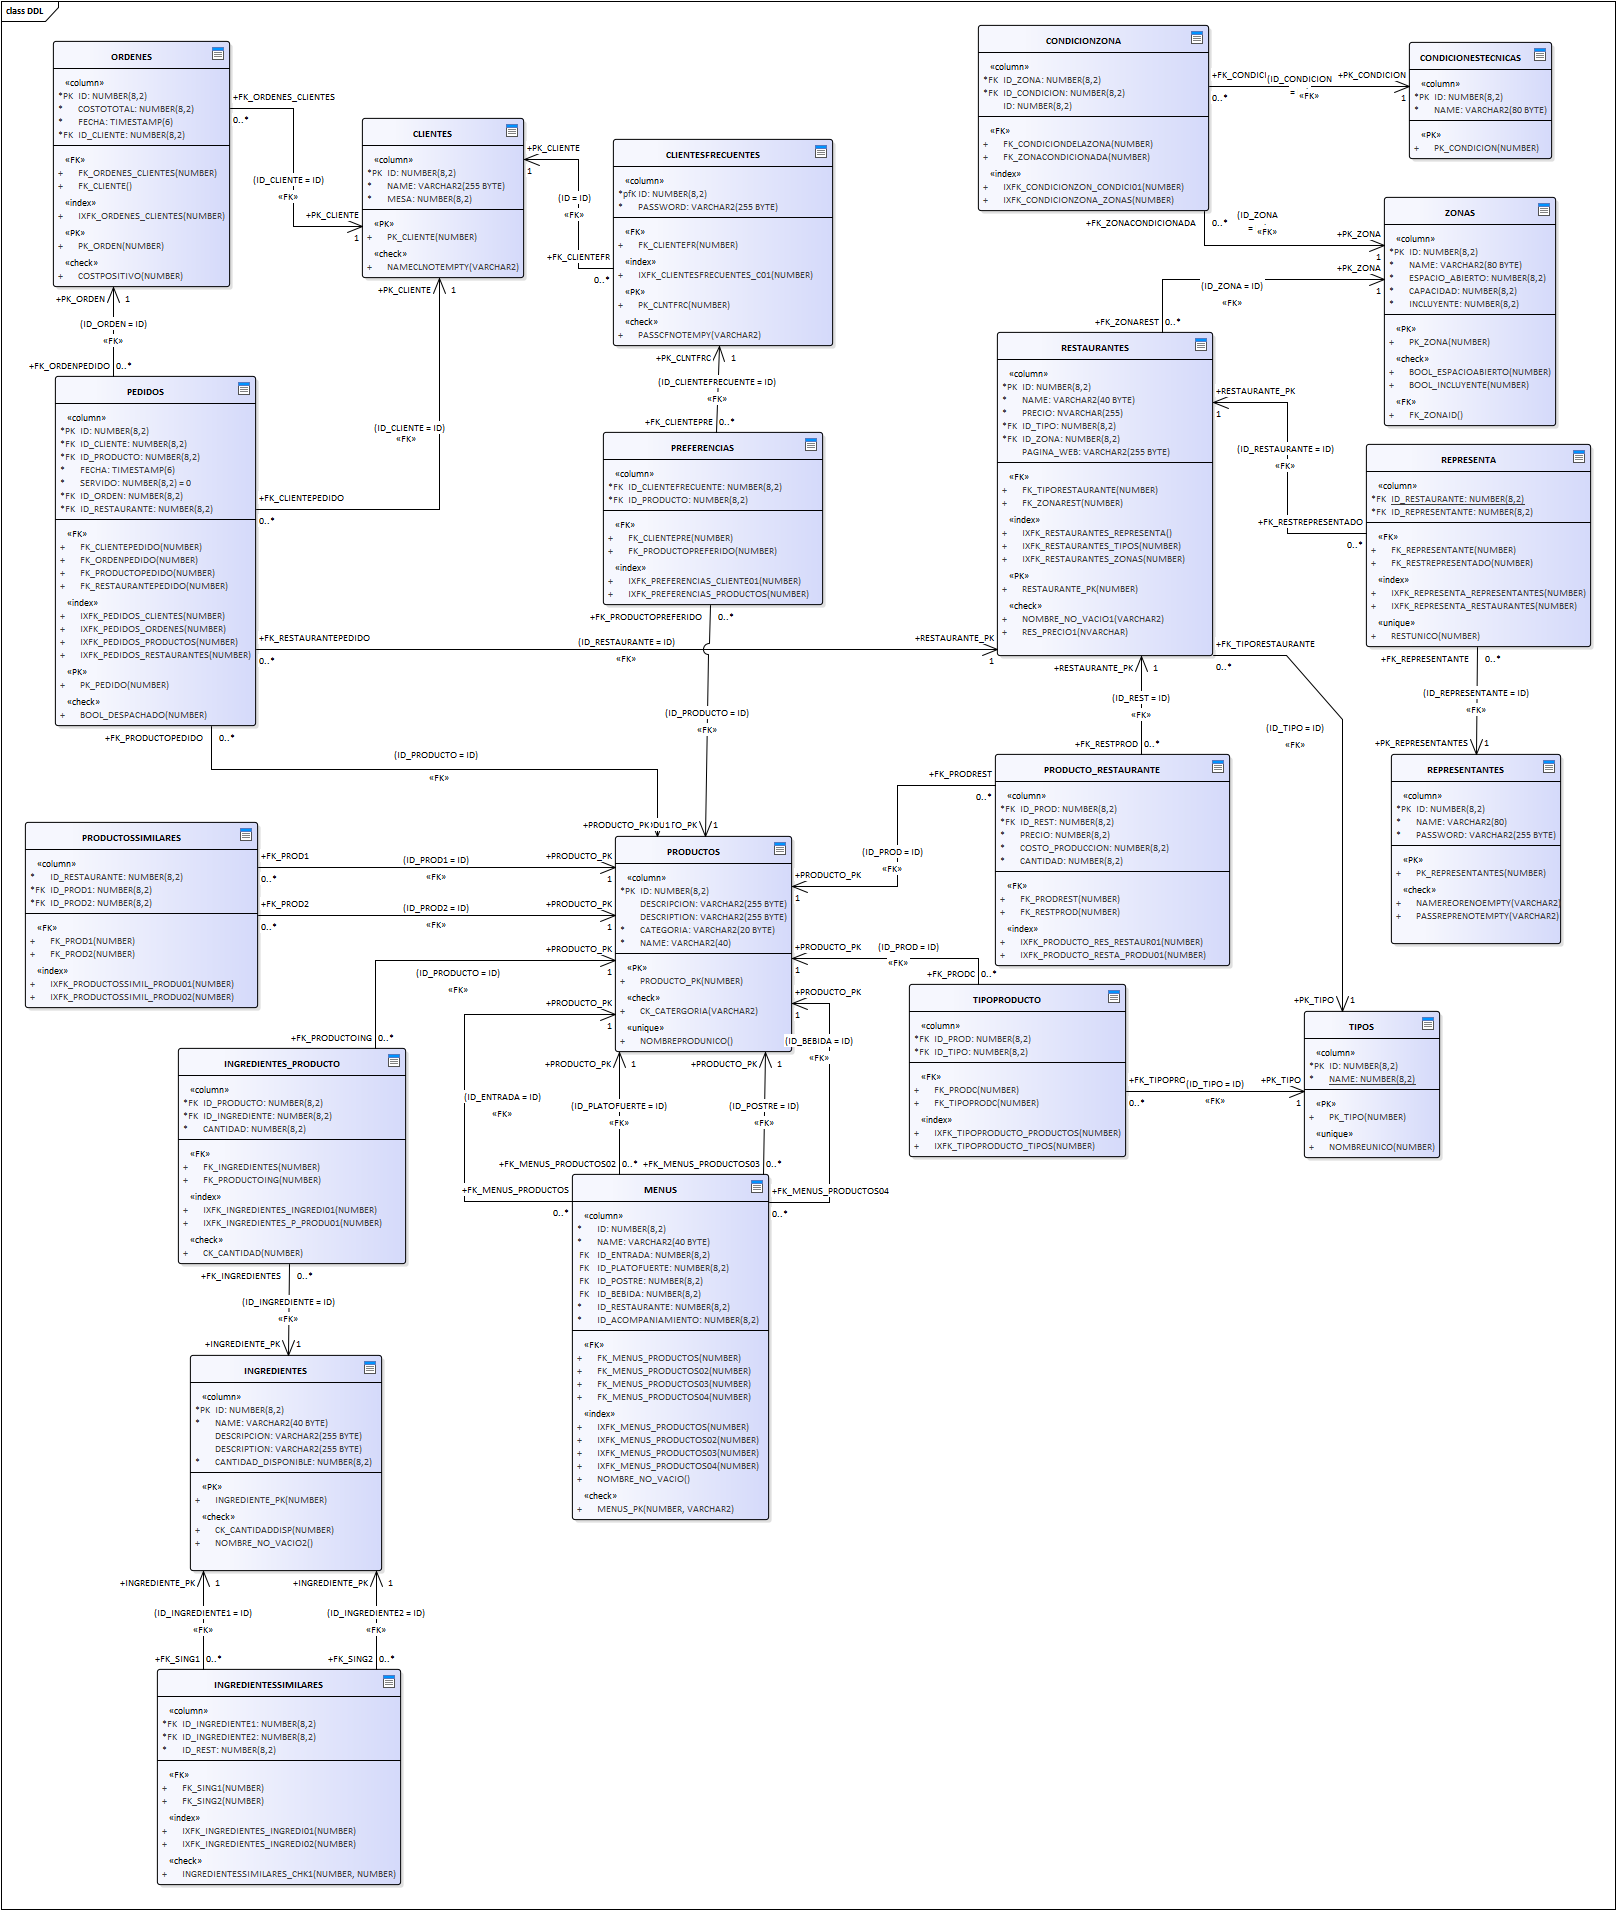 class DDL
ORDENES
«column»
*PK ID: NUMBER(8,2)
* COSTOTOTAL: NUMBER(8,2)
* FECHA: TIMESTAMP(6)
*FK ID_CLIENTE: NUMBER(8,2)
«FK»
+ FK_ORDENES_CLIENTES(NUMBER)
+ FK_CLIENTE()
«index»
+ IXFK_ORDENES_CLIENTES(NUMBER)
«PK»
+ PK_ORDEN(NUMBER)
«check»
+ COSTPOSITIVO(NUMBER)
+FK_ORDENES_CLIENTES
0..*
(ID_CLIENTE = ID)
«FK»
+PK_CLIENTE
1
CLIENTES
«column»
*PK ID: NUMBER(8,2)
* NAME: VARCHAR2(255 BYTE)
* MESA: NUMBER(8,2)
«PK»
+ PK_CLIENTE(NUMBER)
«check»
+ NAMECLNOTEMPTY(VARCHAR2)
+PK_CLIENTE
1
(ID = ID)
«FK»
+FK_CLIENTEFR
0..*
CLIENTESFRECUENTES
«column»
*pfK ID: NUMBER(8,2)
* PASSWORD: VARCHAR2(255 BYTE)
«FK»
+ FK_CLIENTEFR(NUMBER)
«index»
+ IXFK_CLIENTESFRECUENTES_C01(NUMBER)
«PK»
+ PK_CLNTFRC(NUMBER)
«check»
+ PASSCFNOTEMPY(VARCHAR2)
CONDICIONZONA
«column»
*FK ID_ZONA: NUMBER(8,2)
*FK ID_CONDICION: NUMBER(8,2)
ID: NUMBER(8,2)
«FK»
+ FK_CONDICIONDELAZONA(NUMBER)
+ FK_ZONACONDICIONADA(NUMBER)
«index»
+ IXFK_CONDICIONZON_CONDICI01(NUMBER)
+ IXFK_CONDICIONZONA_ZONAS(NUMBER)
+FK_CONDICI
0..*
(ID_CONDICION
=
«FK»
+PK_CONDICION
1
CONDICIONESTECNICAS
«column»
*PK ID: NUMBER(8,2)
* NAME: VARCHAR2(80 BYTE)
«PK»
+ PK_CONDICION(NUMBER)
+FK_ZONACONDICIONADA
0..*
(ID_ZONA
=
«FK»
+PK_ZONA
1
ZONAS
«column»
*PK ID: NUMBER(8,2)
* NAME: VARCHAR2(80 BYTE)
* ESPACIO_ABIERTO: NUMBER(8,2)
* CAPACIDAD: NUMBER(8,2)
* INCLUYENTE: NUMBER(8,2)
«PK»
+ PK_ZONA(NUMBER)
«check»
+ BOOL_ESPACIOABIERTO(NUMBER)
+ BOOL_INCLUYENTE(NUMBER)
«FK»
+ FK_ZONAID()
+PK_ZONA
1
(ID_ZONA = ID)
«FK»
+FK_ZONAREST
0..*
+PK_ORDEN
1
(ID_ORDEN = ID)
«FK»
+FK_ORDENPEDIDO
0..*
+PK_CLIENTE
1
(ID_CLIENTE = ID)
«FK»
+FK_CLIENTEPEDIDO
0..*
+PK_CLNTFRC
1
(ID_CLIENTEFRECUENTE = ID)
«FK»
+FK_CLIENTEPRE
0..*
PEDIDOS
«column»
*PK ID: NUMBER(8,2)
*FK ID_CLIENTE: NUMBER(8,2)
*FK ID_PRODUCTO: NUMBER(8,2)
* FECHA: TIMESTAMP(6)
* SERVIDO: NUMBER(8,2) = 0
*FK ID_ORDEN: NUMBER(8,2)
*FK ID_RESTAURANTE: NUMBER(8,2)
«FK»
+ FK_CLIENTEPEDIDO(NUMBER)
+ FK_ORDENPEDIDO(NUMBER)
+ FK_PRODUCTOPEDIDO(NUMBER)
+ FK_RESTAURANTEPEDIDO(NUMBER)
«index»
+ IXFK_PEDIDOS_CLIENTES(NUMBER)
+ IXFK_PEDIDOS_ORDENES(NUMBER)
+ IXFK_PEDIDOS_PRODUCTOS(NUMBER)
+ IXFK_PEDIDOS_RESTAURANTES(NUMBER)
«PK»
+ PK_PEDIDO(NUMBER)
«check»
+ BOOL_DESPACHADO(NUMBER)
PREFERENCIAS
«column»
*FK ID_CLIENTEFRECUENTE: NUMBER(8,2)
*FK ID_PRODUCTO: NUMBER(8,2)
«FK»
+ FK_CLIENTEPRE(NUMBER)
+ FK_PRODUCTOPREFERIDO(NUMBER)
«index»
+ IXFK_PREFERENCIAS_CLIENTE01(NUMBER)
+ IXFK_PREFERENCIAS_PRODUCTOS(NUMBER)
RESTAURANTES
«column»
*PK ID: NUMBER(8,2)
* NAME: VARCHAR2(40 BYTE)
* PRECIO: NVARCHAR(255)
*FK ID_TIPO: NUMBER(8,2)
*FK ID_ZONA: NUMBER(8,2)
PAGINA_WEB: VARCHAR2(255 BYTE)
«FK»
+ FK_TIPORESTAURANTE(NUMBER)
+ FK_ZONAREST(NUMBER)
«index»
+ IXFK_RESTAURANTES_REPRESENTA()
+ IXFK_RESTAURANTES_TIPOS(NUMBER)
+ IXFK_RESTAURANTES_ZONAS(NUMBER)
«PK»
+ RESTAURANTE_PK(NUMBER)
«check»
+ NOMBRE_NO_VACIO1(VARCHAR2)
+ RES_PRECIO1(NVARCHAR)
+RESTAURANTE_PK
1
(ID_RESTAURANTE = ID)
«FK»
+FK_RESTREPRESENTADO
0..*
REPRESENTA
«column»
*FK ID_RESTAURANTE: NUMBER(8,2)
*FK ID_REPRESENTANTE: NUMBER(8,2)
«FK»
+ FK_REPRESENTANTE(NUMBER)
+ FK_RESTREPRESENTADO(NUMBER)
«index»
+ IXFK_REPRESENTA_REPRESENTANTES(NUMBER)
+ IXFK_REPRESENTA_RESTAURANTES(NUMBER)
«unique»
+ RESTUNICO(NUMBER)
+FK_PRODUCTOPREFERIDO
0..*
+FK_RESTAURANTEPEDIDO
0..*
(ID_RESTAURANTE = ID)
«FK»
+RESTAURANTE_PK
1
+FK_TIPORESTAURANTE
0..*
+FK_REPRESENTANTE
0..*
(ID_REPRESENTANTE = ID)
«FK»
+PK_REPRESENTANTES
1
+RESTAURANTE_PK
1
(ID_REST = ID)
«FK»
+FK_RESTPROD
0..*
(ID_PRODUCTO = ID)
«FK»
(ID_TIPO = ID)
«FK»
+FK_PRODUCTOPEDIDO
0..*
(ID_PRODUCTO = ID)
«FK»
REPRESENTANTES
«column»
*PK ID: NUMBER(8,2)
* NAME: VARCHAR2(80)
* PASSWORD: VARCHAR2(255 BYTE)
«PK»
+ PK_REPRESENTANTES(NUMBER)
«check»
+ NAMEREORENOEMPTY(VARCHAR2)
+ PASSREPRENOTEMPTY(VARCHAR2)
PRODUCTO_RESTAURANTE
«column»
*FK ID_PROD: NUMBER(8,2)
*FK ID_REST: NUMBER(8,2)
* PRECIO: NUMBER(8,2)
* COSTO_PRODUCCION: NUMBER(8,2)
* CANTIDAD: NUMBER(8,2)
«FK»
+ FK_PRODREST(NUMBER)
+ FK_RESTPROD(NUMBER)
«index»
+ IXFK_PRODUCTO_RES_RESTAUR01(NUMBER)
+ IXFK_PRODUCTO_RESTA_PRODU01(NUMBER)
+FK_PRODREST
0..*
(ID_PROD = ID)
«FK»
+PRODUCTO_PK
1
PRODUCTOSSIMILARES
«column»
* ID_RESTAURANTE: NUMBER(8,2)
*FK ID_PROD1: NUMBER(8,2)
*FK ID_PROD2: NUMBER(8,2)
«FK»
+ FK_PROD1(NUMBER)
+ FK_PROD2(NUMBER)
«index»
+ IXFK_PRODUCTOSSIMIL_PRODU01(NUMBER)
+ IXFK_PRODUCTOSSIMIL_PRODU02(NUMBER)
+FK_PROD1
0..*
(ID_PROD1 = ID)
«FK»
+PRODUCTO_PK
1
+FK_PROD2
0..*
(ID_PROD2 = ID)
«FK»
+PRODUCTO_PK
1
+PRODUCTO_PK
1
PRODUCTOS
«column»
*PK ID: NUMBER(8,2)
DESCRIPCION: VARCHAR2(255 BYTE)
DESCRIPTION: VARCHAR2(255 BYTE)
* CATEGORIA: VARCHAR2(20 BYTE)
* NAME: VARCHAR2(40)
«PK»
+ PRODUCTO_PK(NUMBER)
«check»
+ CK_CATERGORIA(VARCHAR2)
«unique»
+ NOMBREPRODUNICO()
+PRODUCTO_PK
1
(ID_PRODUCTO = ID)
«FK»
+FK_PRODUCTOING
0..*
+PRODUCTO_PK
1
(ID_PROD = ID)
«FK»
+FK_PRODC
0..*
TIPOPRODUCTO
«column»
*FK ID_PROD: NUMBER(8,2)
*FK ID_TIPO: NUMBER(8,2)
«FK»
+ FK_PRODC(NUMBER)
+ FK_TIPOPRODC(NUMBER)
«index»
+ IXFK_TIPOPRODUCTO_PRODUCTOS(NUMBER)
+ IXFK_TIPOPRODUCTO_TIPOS(NUMBER)
+FK_TIPOPRO
0..*
(ID_TIPO = ID)
«FK»
+PK_TIPO
1
+PK_TIPO
1
TIPOS
«column»
*PK ID: NUMBER(8,2)
* NAME: NUMBER(8,2)
«PK»
+ PK_TIPO(NUMBER)
«unique»
+ NOMBREUNICO(NUMBER)
INGREDIENTES_PRODUCTO
«column»
*FK ID_PRODUCTO: NUMBER(8,2)
*FK ID_INGREDIENTE: NUMBER(8,2)
* CANTIDAD: NUMBER(8,2)
«FK»
+ FK_INGREDIENTES(NUMBER)
+ FK_PRODUCTOING(NUMBER)
«index»
+ IXFK_INGREDIENTES_INGREDI01(NUMBER)
+ IXFK_INGREDIENTES_P_PRODU01(NUMBER)
«check»
+ CK_CANTIDAD(NUMBER)
+PRODUCTO_PK
1
(ID_ENTRADA = ID)
«FK»
+FK_MENUS_PRODUCTOS
0..*
+PRODUCTO_PK
1
(ID_PLATOFUERTE = ID)
«FK»
+FK_MENUS_PRODUCTOS02
0..*
+PRODUCTO_PK
1
(ID_POSTRE = ID)
«FK»
+FK_MENUS_PRODUCTOS03
0..*
+PRODUCTO_PK
1
(ID_BEBIDA = ID)
«FK»
+FK_MENUS_PRODUCTOS04
0..*
MENUS
«column»
* ID: NUMBER(8,2)
* NAME: VARCHAR2(40 BYTE)
FK ID_ENTRADA: NUMBER(8,2)
FK ID_PLATOFUERTE: NUMBER(8,2)
FK ID_POSTRE: NUMBER(8,2)
FK ID_BEBIDA: NUMBER(8,2)
* ID_RESTAURANTE: NUMBER(8,2)
* ID_ACOMPANIAMIENTO: NUMBER(8,2)
«FK»
+ FK_MENUS_PRODUCTOS(NUMBER)
+ FK_MENUS_PRODUCTOS02(NUMBER)
+ FK_MENUS_PRODUCTOS03(NUMBER)
+ FK_MENUS_PRODUCTOS04(NUMBER)
«index»
+ IXFK_MENUS_PRODUCTOS(NUMBER)
+ IXFK_MENUS_PRODUCTOS02(NUMBER)
+ IXFK_MENUS_PRODUCTOS03(NUMBER)
+ IXFK_MENUS_PRODUCTOS04(NUMBER)
+ NOMBRE_NO_VACIO()
«check»
+ MENUS_PK(NUMBER, VARCHAR2)
+FK_INGREDIENTES
0..*
(ID_INGREDIENTE = ID)
«FK»
+INGREDIENTE_PK
1
INGREDIENTES
«column»
*PK ID: NUMBER(8,2)
* NAME: VARCHAR2(40 BYTE)
DESCRIPCION: VARCHAR2(255 BYTE)
DESCRIPTION: VARCHAR2(255 BYTE)
* CANTIDAD_DISPONIBLE: NUMBER(8,2)
«PK»
+ INGREDIENTE_PK(NUMBER)
«check»
+ CK_CANTIDADDISP(NUMBER)
+ NOMBRE_NO_VACIO2()
+INGREDIENTE_PK
1
(ID_INGREDIENTE1 = ID)
«FK»
+FK_SING1
0..*
+INGREDIENTE_PK
1
(ID_INGREDIENTE2 = ID)
«FK»
+FK_SING2
0..*
INGREDIENTESSIMILARES
«column»
*FK ID_INGREDIENTE1: NUMBER(8,2)
*FK ID_INGREDIENTE2: NUMBER(8,2)
* ID_REST: NUMBER(8,2)
«FK»
+ FK_SING1(NUMBER)
+ FK_SING2(NUMBER)
«index»
+ IXFK_INGREDIENTES_INGREDI01(NUMBER)
+ IXFK_INGREDIENTES_INGREDI02(NUMBER)
«check»
+ INGREDIENTESSIMILARES_CHK1(NUMBER, NUMBER)